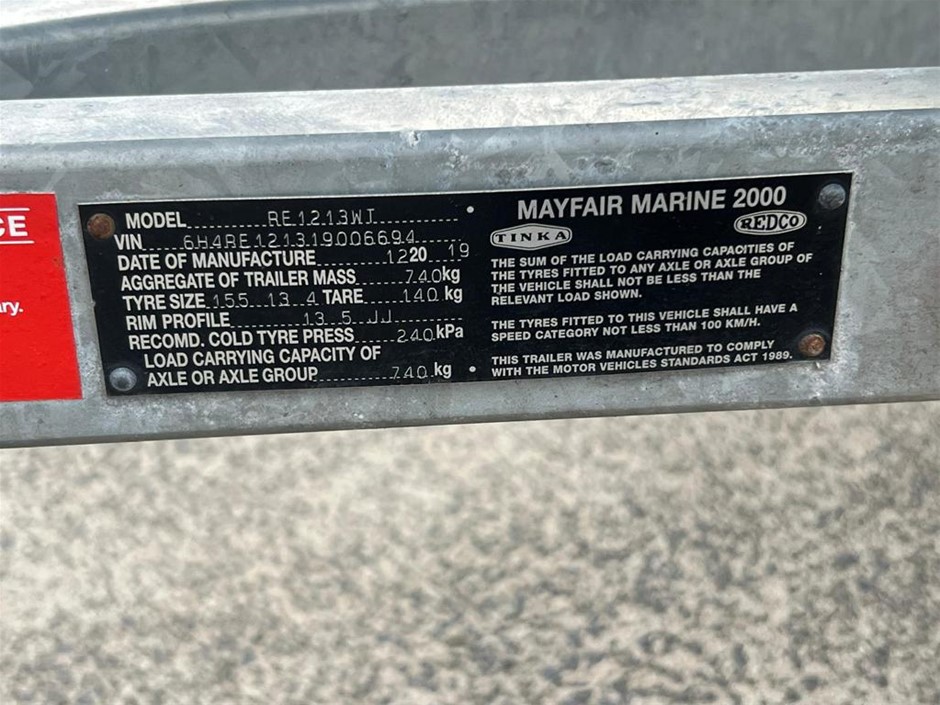 CE
ry.
MODEL RE1213WT
VIN 6H4RE121319006694
DATE OF MANUFACTURE 12 20 19
AGGREGATE OF TRAILER MASS 740 kg
TYRE SIZE 155 13 4 TARE 140 kg
RIM PROFILE 13 5 JJ
RECOMD. COLD TYRE PRESS 240 kPa
LOAD CARRYING CAPACITY OF
AXLE OR AXLE GROUP 740 kg
MAYFAIR MARINE 2000
TINKA REDCO
THE SUM OF THE LOAD CARRYING CAPACITIES OF
THE TYRES FITTED TO ANY AXLE OR AXLE GROUP OF
THE VEHICLE SHALL NOT BE LESS THAN THE
RELEVANT LOAD SHOWN.
THE TYRES FITTED TO THIS VEHICLE SHALL HAVE A
SPEED CATEGORY NOT LESS THAN 100 KM/H.
THIS TRAILER WAS MANUFACTURED TO COMPLY
WITH THE MOTOR VEHICLES STANDARDS ACT 1989.